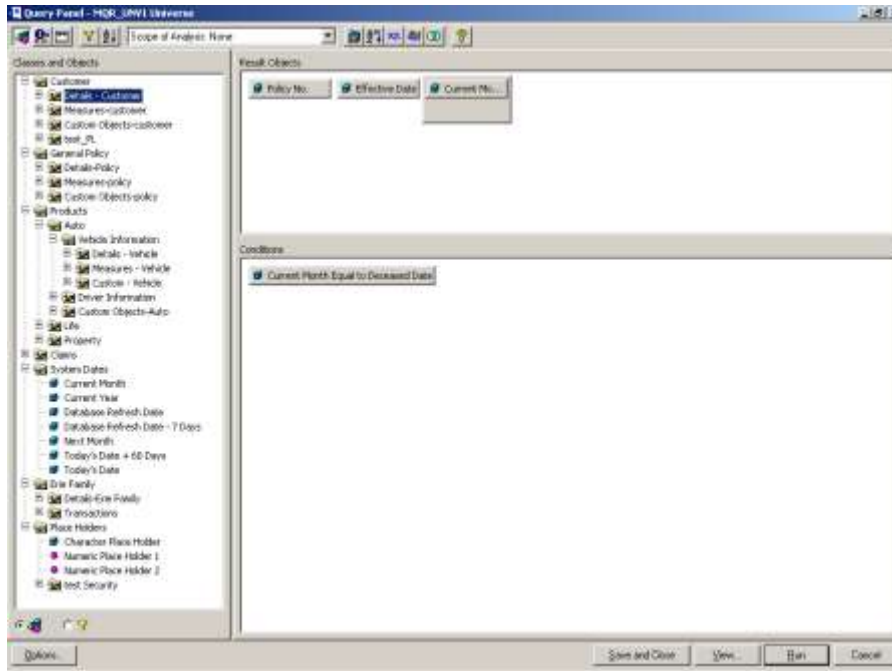 Query Panel - MQR_UNVI Universe
Scope of Analysis: None
Classes and Objects
Customer
Details - Customer
Measures-customer
Custom Objects-customer
test_PL
General Policy
Details-Policy
Measures-policy
Custom Objects-policy
Products
Auto
Vehicle Information
Details - Vehicle
Measures - Vehicle
Custom - Vehicle
Driver Information
Custom Objects-Auto
Life
Property
Claims
System Dates
Current Month
Current Year
Database Refresh Date
Database Refresh Date - 7 Days
Next Month
Today's Date + 60 Days
Today's Date
Erie Family
Details-Erie Family
Transactions
Place Holders
Character Place Holder
Numeric Place Holder 1
Numeric Place Holder 2
test Security
Result Objects
Policy No.
Effective Date
Current Mo...
Conditions
Current Month Equal to Deceased Date
Options...
Save and Close
View...
Run
Cancel